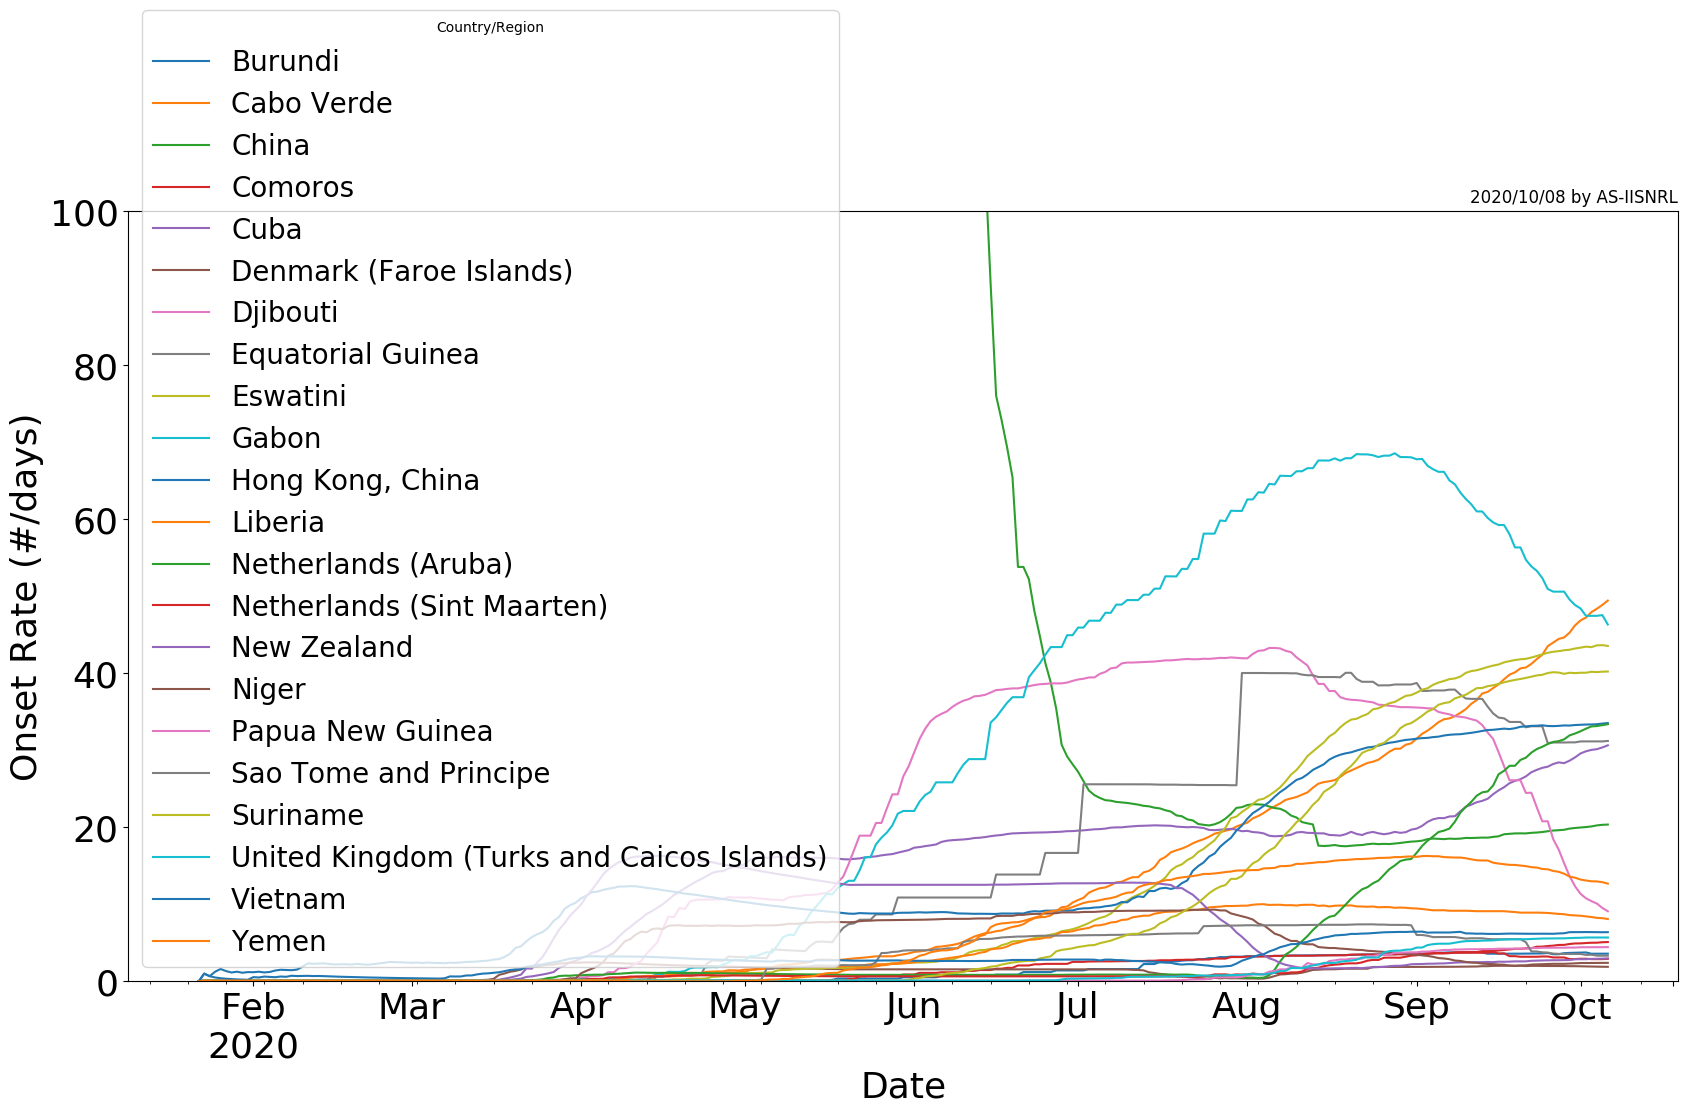 Country/Region
Burundi
Cabo Verde
China
Comoros
Cuba
Denmark (Faroe Islands)
Djibouti
Equatorial Guinea
Eswatini
Gabon
Hong Kong, China
Liberia
Netherlands (Aruba)
Netherlands (Sint Maarten)
New Zealand
Niger
Papua New Guinea
Sao Tome and Principe
Suriname
United Kingdom (Turks and Caicos Islands)
Vietnam
Yemen
2020/10/08 by AS-IISNRL
100
80
60
40
20
0
Onset Rate (#/days)
Feb Mar Apr May Jun Jul Aug Sep Oct
2020
Date